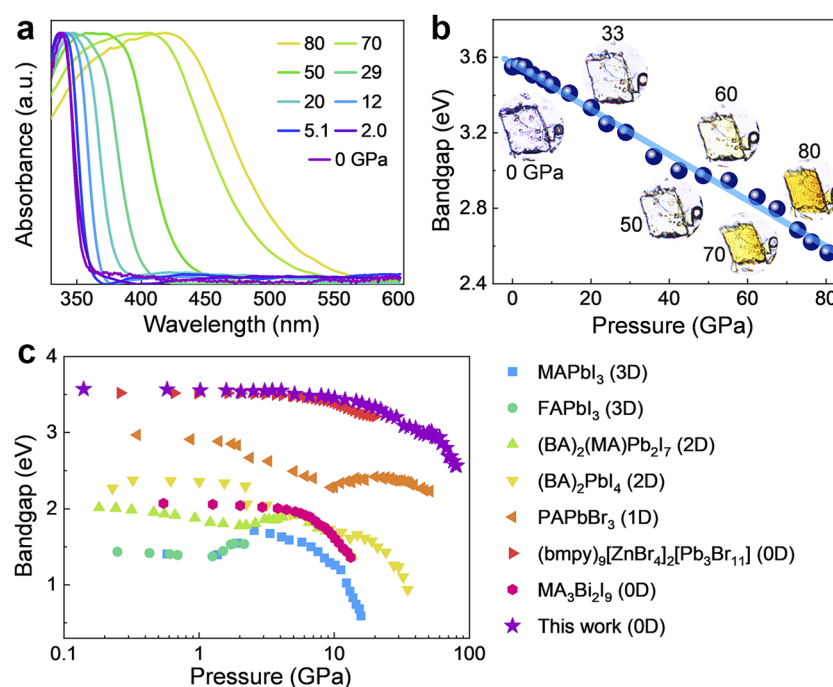 a
Absorbance (a.u.)
80 70
50 29
20 12
5.1 2.0
0 GPa
350 400 450 500 550 600
Wavelength (nm)
b
Bandgap (eV)
3.6
3.2
2.8
2.4
0 20 40 60 80
Pressure (GPa)
0 GPa
33
50
60
70
80
c
Bandgap (eV)
4
3
2
1
0.1 1 10 100
Pressure (GPa)
MAPbI₃ (3D)
FAPbI₃ (3D)
(BA)₂(MA)Pb₂I₇ (2D)
(BA)₂PbI₄ (2D)
PAPbBr₃ (1D)
(bmpy)₉[ZnBr₄]₂[Pb₃Br₁₁] (0D)
MA₃Bi₂I₉ (0D)
This work (0D)